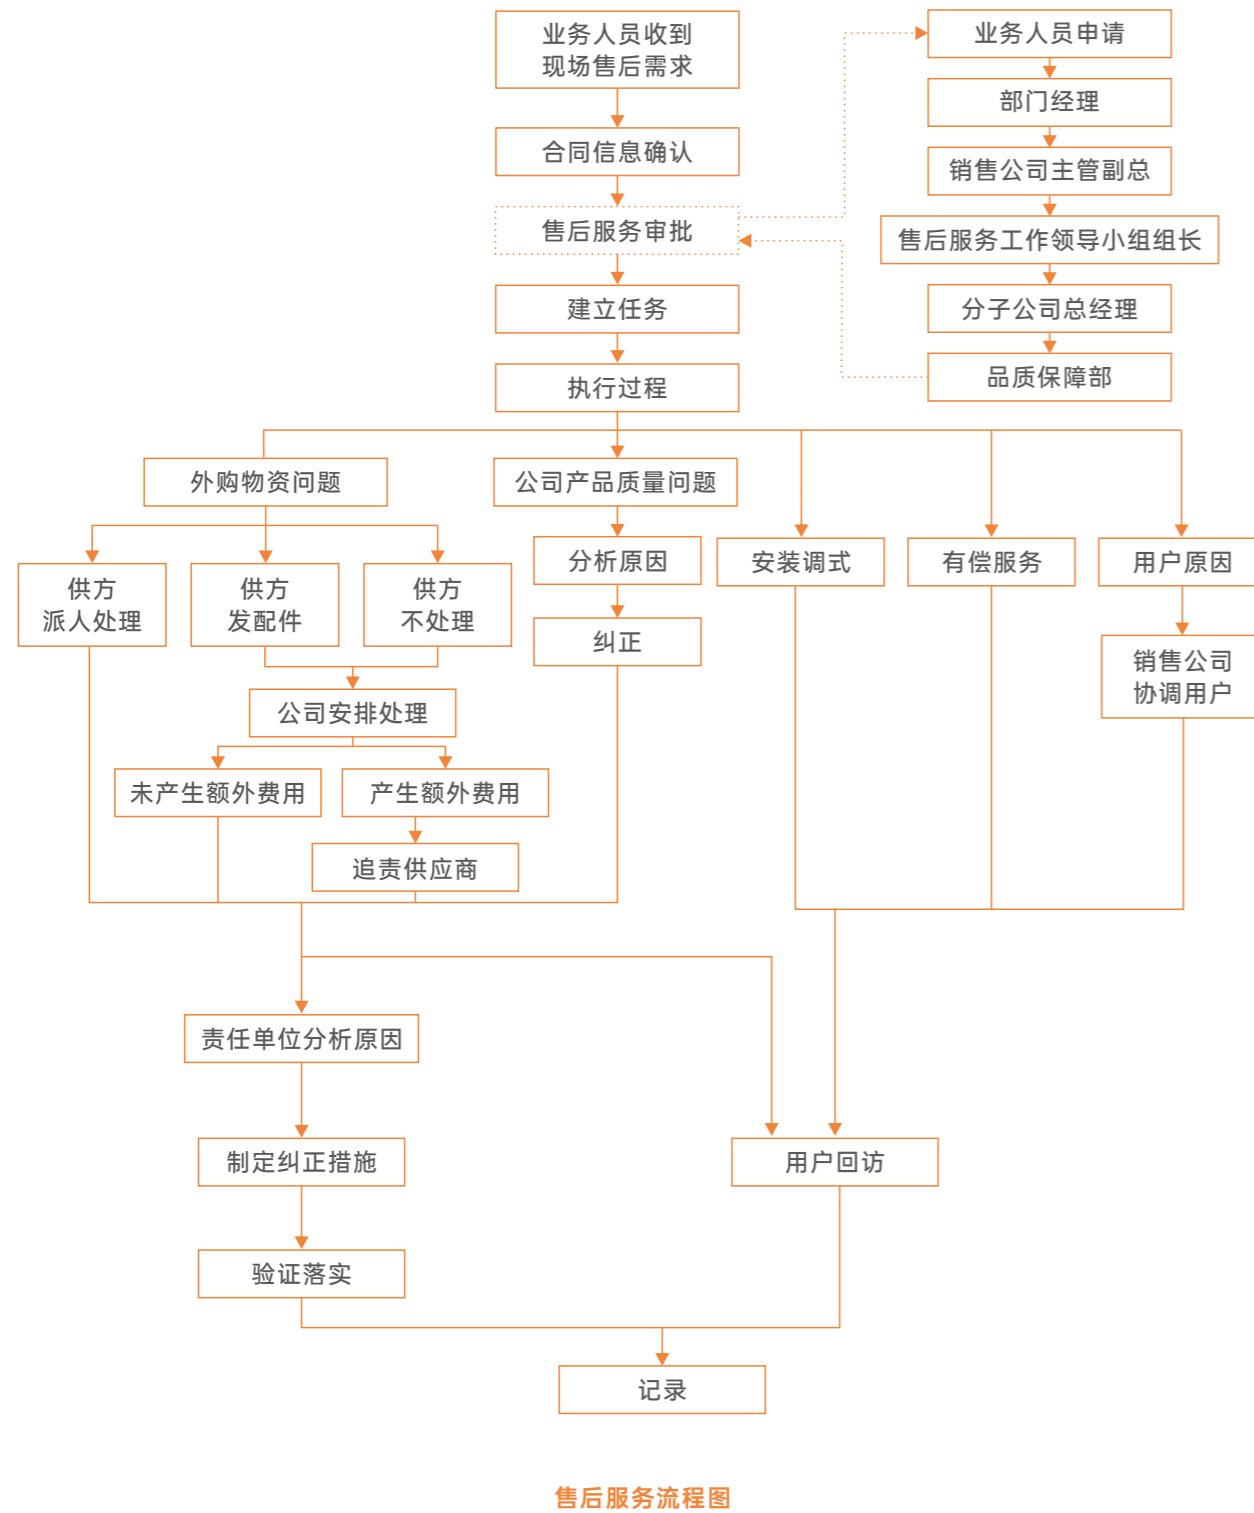 业务人员收到
现场售后需求
合同信息确认
售后服务审批
建立任务
执行过程
业务人员申请
部门经理
销售公司主管副总
售后服务工作领导小组组长
分子公司总经理
品质保障部
外购物资问题
公司产品质量问题
分析原因
纠正
安装调式
有偿服务
用户原因
销售公司
协调用户
供方
派人处理
供方
发配件
供方
不处理
公司安排处理
未产生额外费用
产生额外费用
追责供应商
责任单位分析原因
制定纠正措施
验证落实
用户回访
记录
售后服务流程图